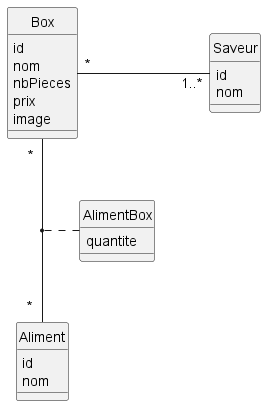 Box
id
nom
nbPieces
prix
image
*
1..*
Saveur
id
nom
*
AlimentBox
quantite
*
Aliment
id
nom